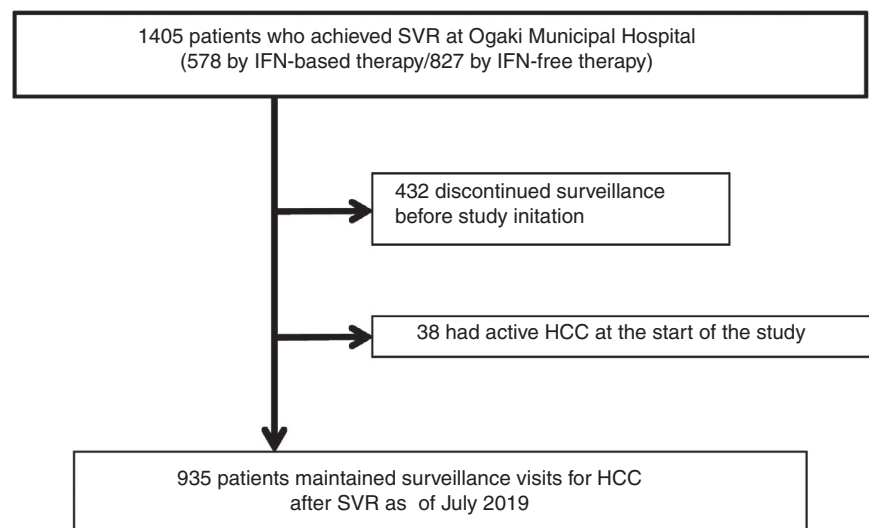 1405 patients who achieved SVR at Ogaki Municipal Hospital
(578 by IFN-based therapy/827 by IFN-free therapy)
432 discontinued surveillance
before study initation
38 had active HCC at the start of the study
935 patients maintained surveillance visits for HCC
after SVR as of July 2019